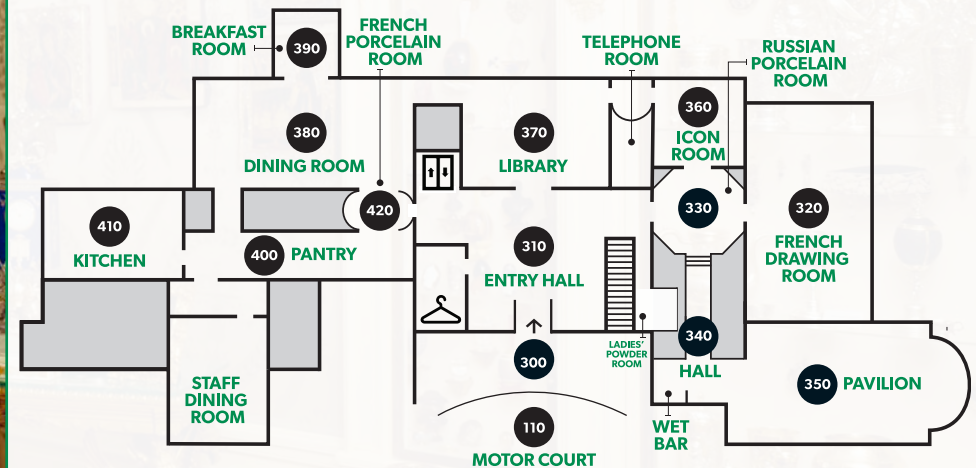 BREAKFAST
ROOM
390
FRENCH
PORCELAIN
ROOM
TELEPHONE
ROOM
RUSSIAN
PORCELAIN
ROOM
380
DINING ROOM
370
LIBRARY
360
ICON
ROOM
410
KITCHEN
420
400 PANTRY
310
ENTRY HALL
330
320
FRENCH
DRAWING
ROOM
STAFF
DINING
ROOM
300
LADIES'
POWDER
ROOM
340
HALL
350 PAVILION
WET
BAR
110
MOTOR COURT